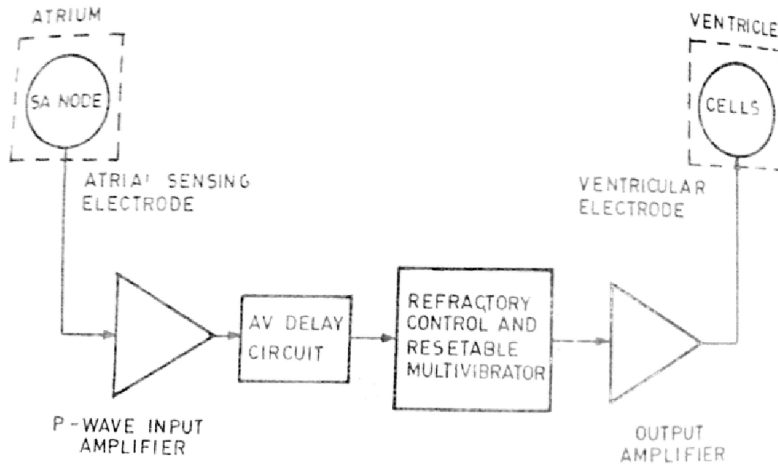 ATRIUM
SA NODE
ATRIAL SENSING
ELECTRODE
P-WAVE INPUT
AMPLIFIER
AV DELAY
CIRCUIT
REFRACTORY
CONTROL AND
RESETABLE
MULTIVIBRATOR
OUTPUT
AMPLIFIER
VENTRICULAR
ELECTRODE
VENTRICLE
CELLS